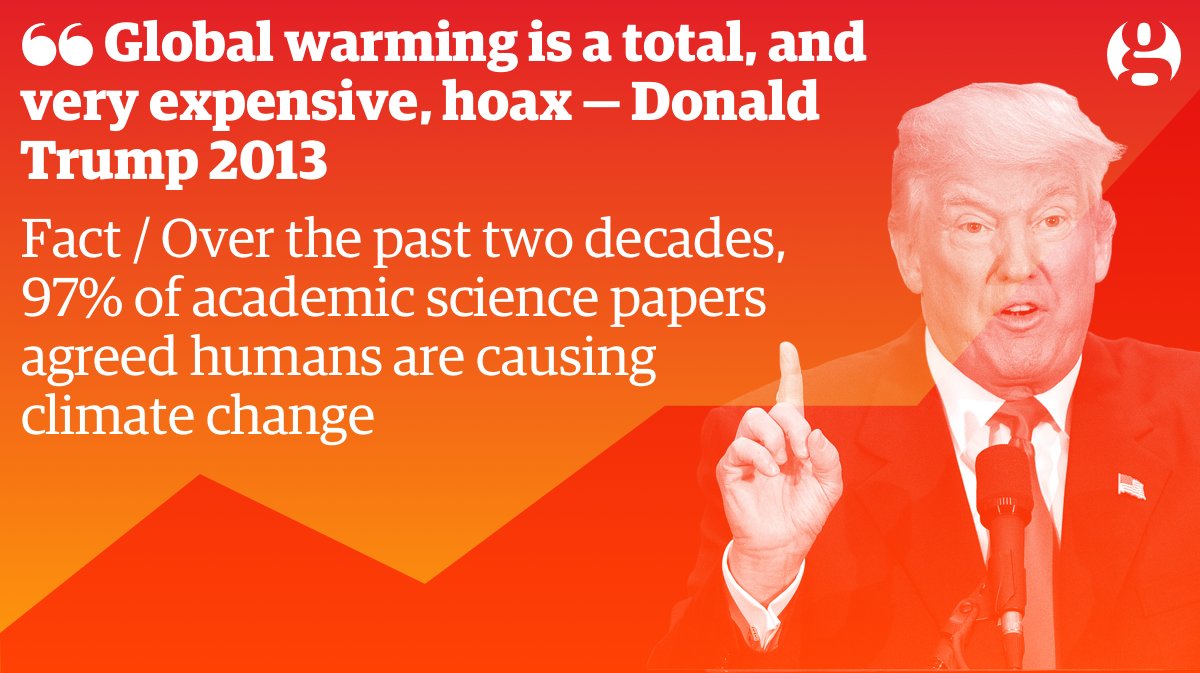 “ Global warming is a total, and
very expensive, hoax — Donald
Trump 2013
Fact / Over the past two decades,
97% of academic science papers
agreed humans are causing
climate change